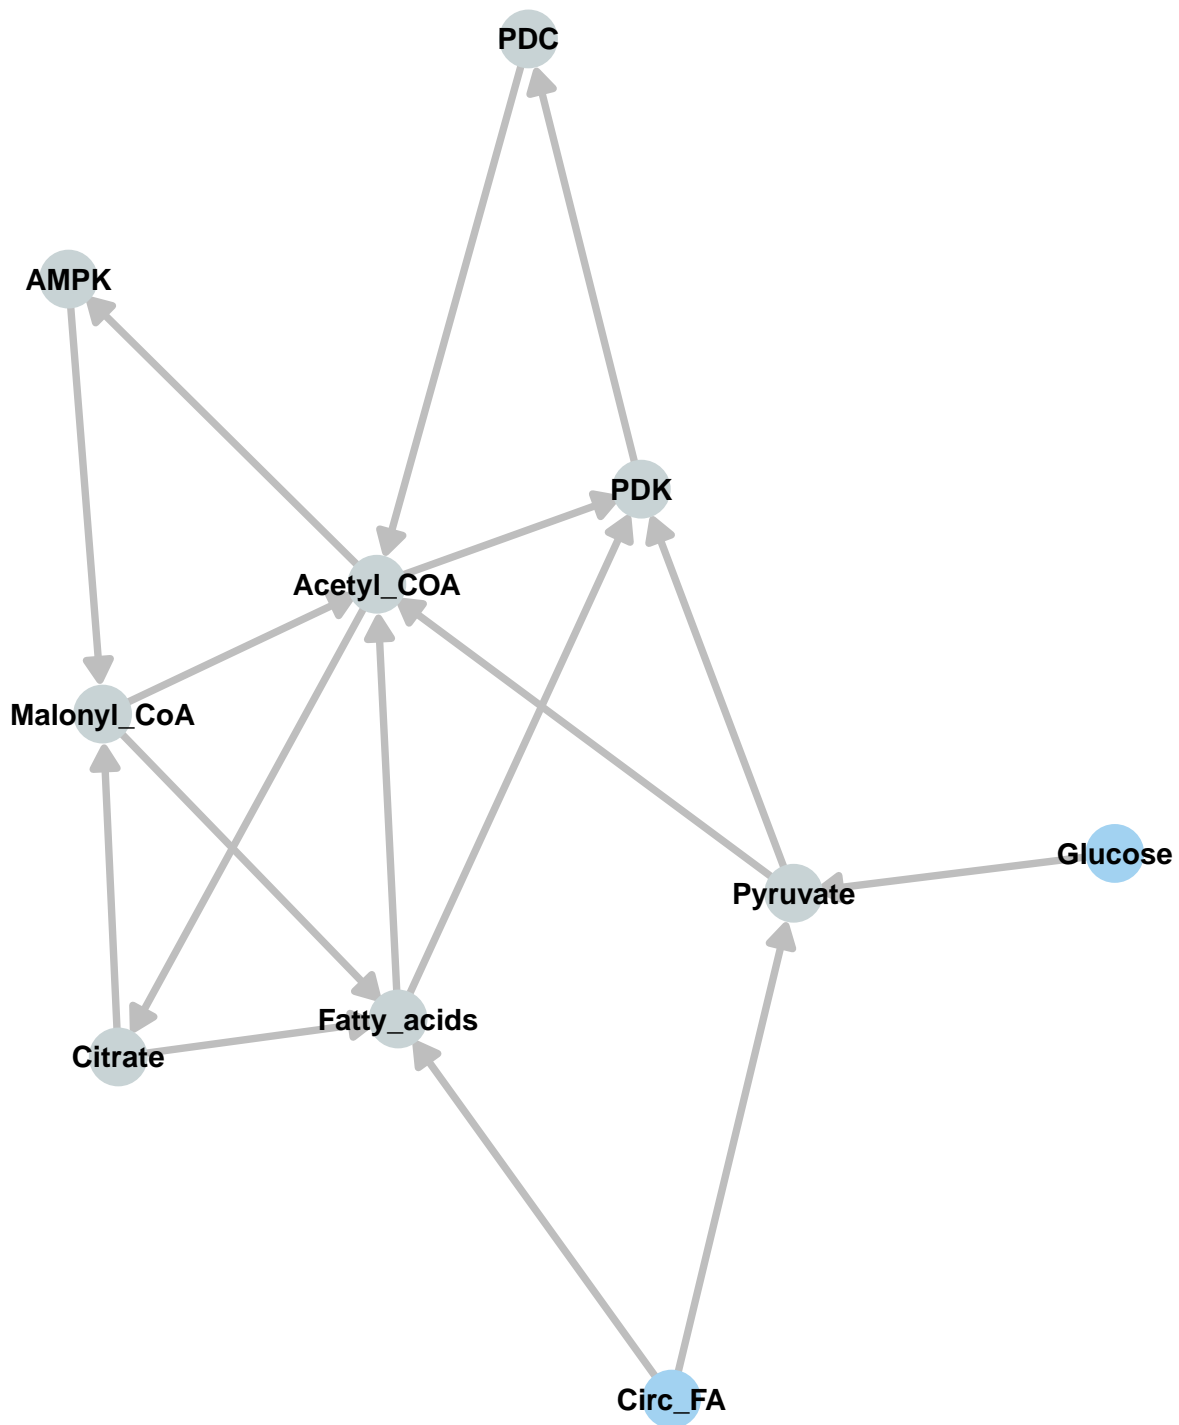 PDC
AMPK
PDK
Acetyl_COA
Malonyl_CoA
Glucose
Pyruvate
Fatty_acids
Citrate
Circ_FA